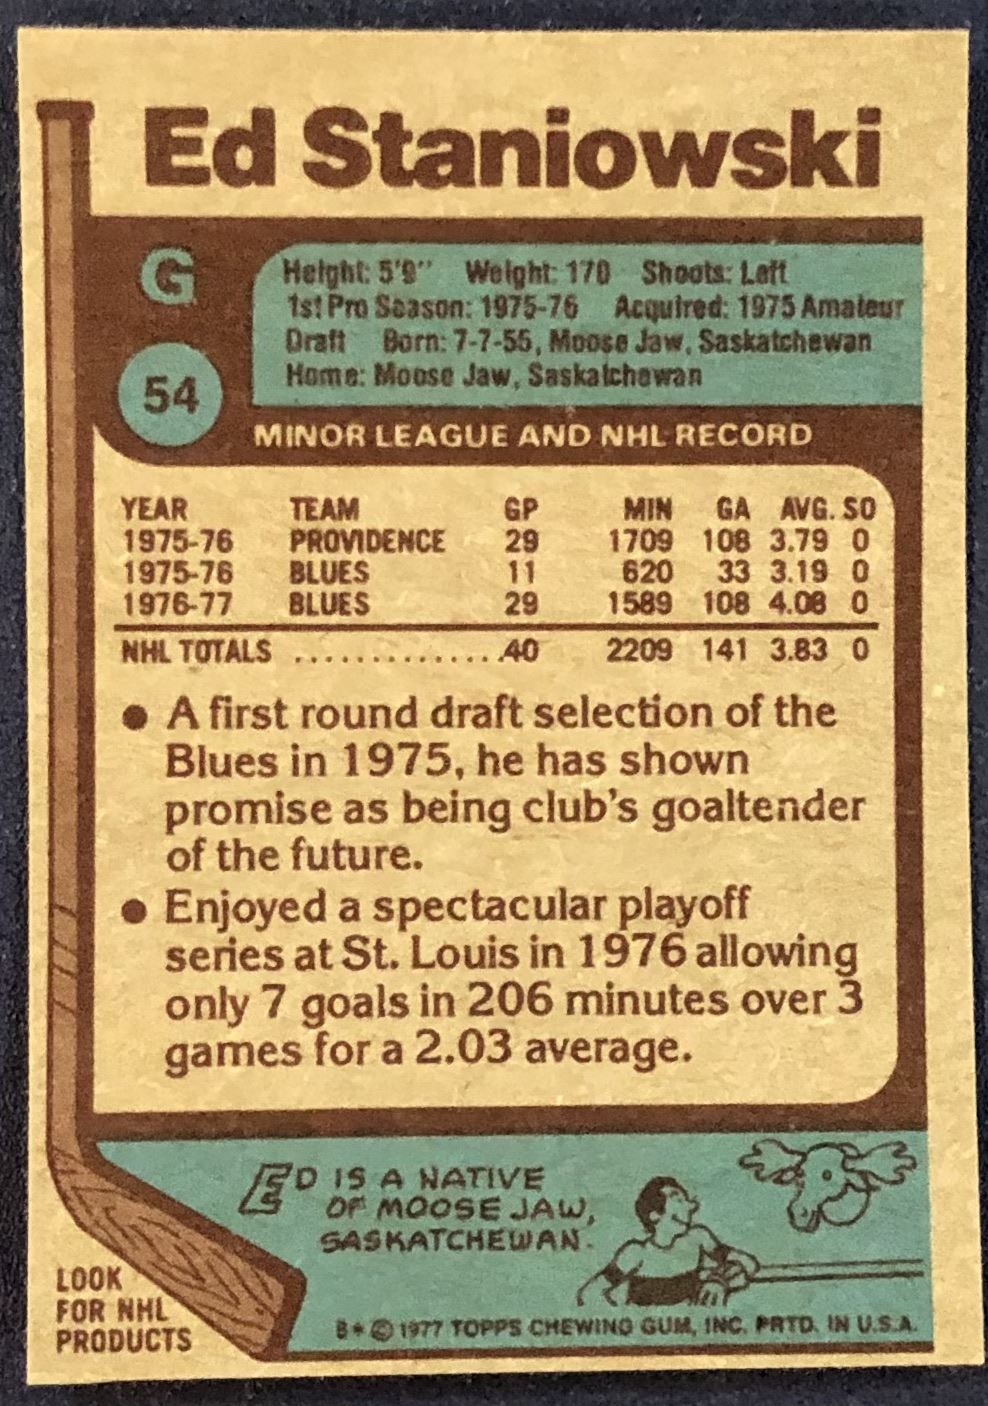 Ed Staniowski
G
54
Height: 5'9" Weight: 170 Shoots: Left
1st Pro Season: 1975-76 Acquired: 1975 Amateur
Draft Born: 7-7-55, Moose Jaw, Saskatchewan
Home: Moose Jaw, Saskatchewan
MINOR LEAGUE AND NHL RECORD
YEAR TEAM GP MIN GA AVG. SO
1975-76 PROVIDENCE 29 1709 108 3.79 0
1975-76 BLUES 11 620 33 3.19 0
1976-77 BLUES 29 1589 108 4.08 0
NHL TOTALS ................40 2209 141 3.83 0
● A first round draft selection of the
Blues in 1975, he has shown
promise as being club's goaltender
of the future.
● Enjoyed a spectacular playoff
series at St. Louis in 1976 allowing
only 7 goals in 206 minutes over 3
games for a 2.03 average.
ED IS A NATIVE
OF MOOSE JAW,
SASKATCHEWAN.
LOOK
FOR NHL
PRODUCTS
B * © 1977 TOPPS CHEWING GUM, INC. PRTD. IN U.S.A.